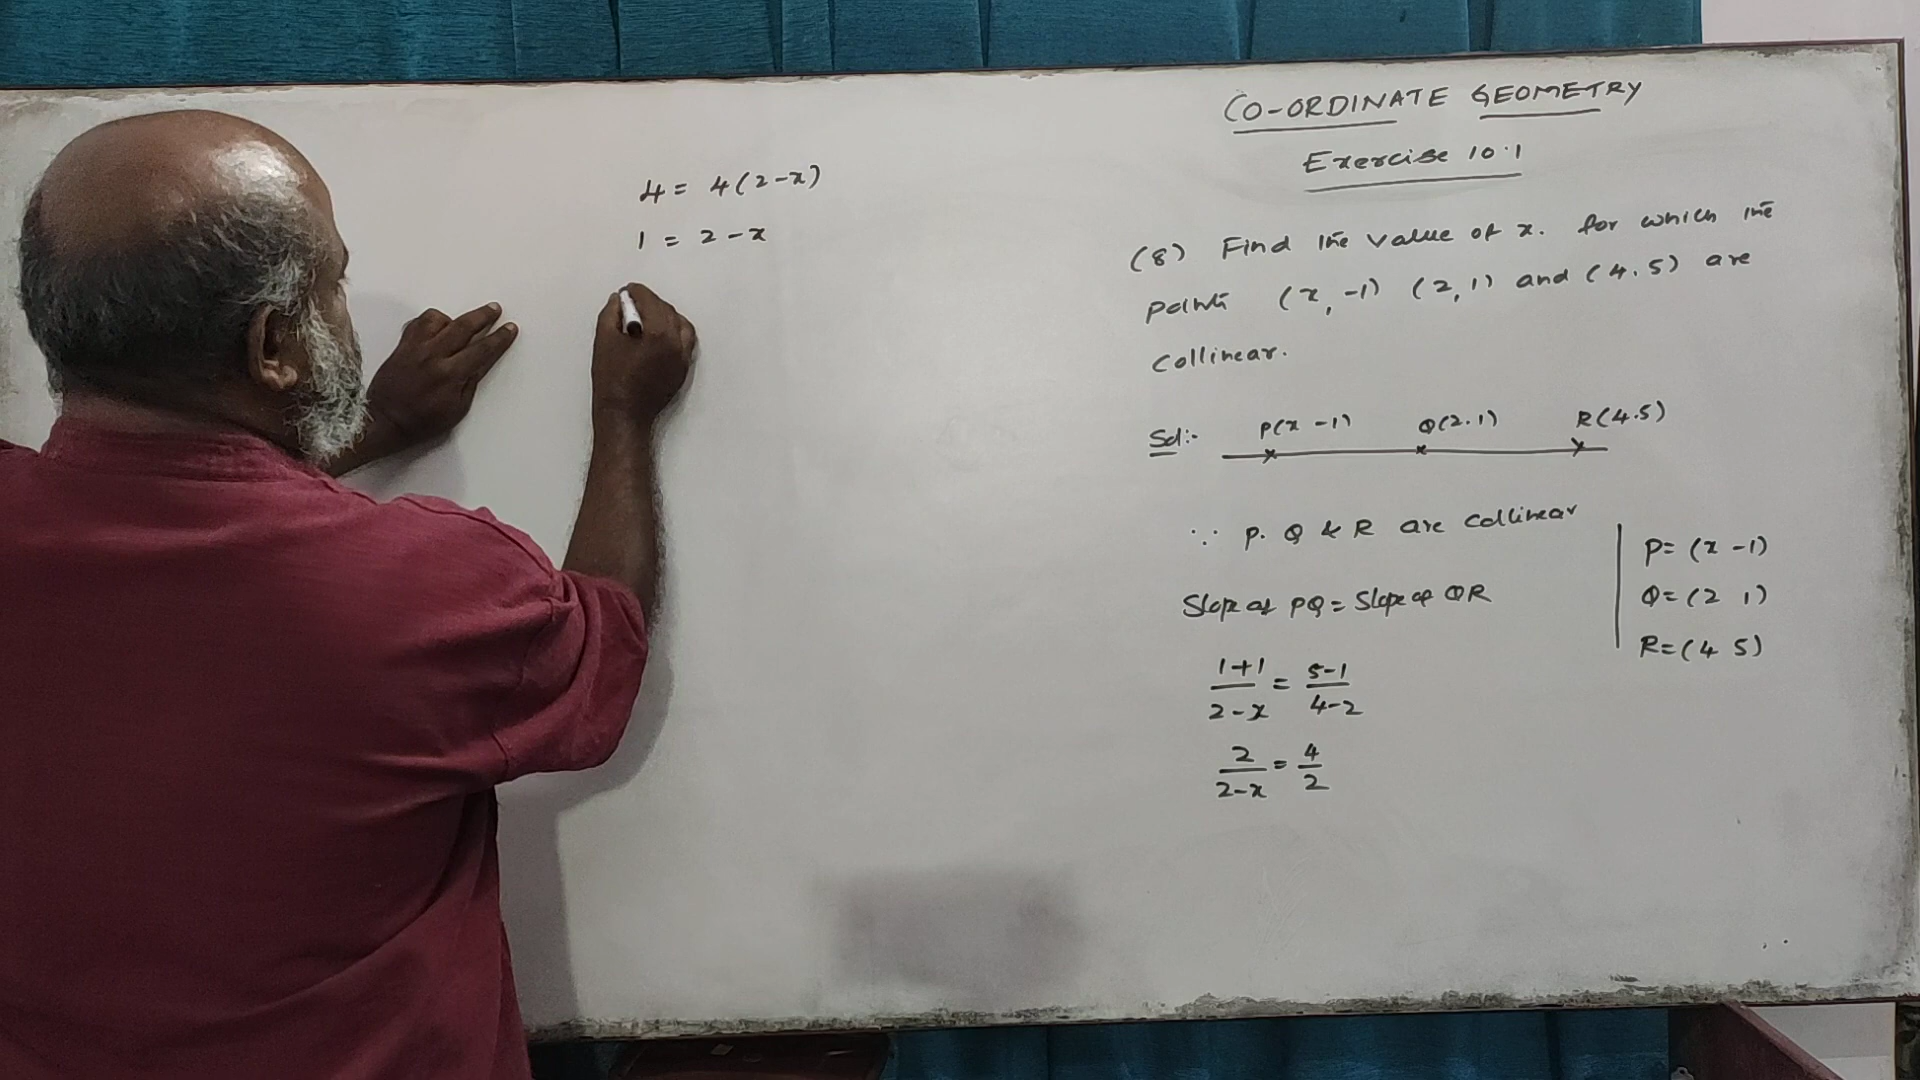 CO-ORDINATE GEOMETRY
Exercise 10.1
(8) Find the value of x. for which the
points (x, -1) (2, 1) and (4.5) are
collinear.
Sol:- P(x -1) Q(2.1) R(4.5)
∵ P. Q & R are collinear
Slope of PQ = Slope of QR
1+1/2-x = 5-1/4-2
2/2-x = 4/2
P= (x -1)
Q= (2 1)
R= (4 5)
4 = 4(2-x)
1 = 2-x